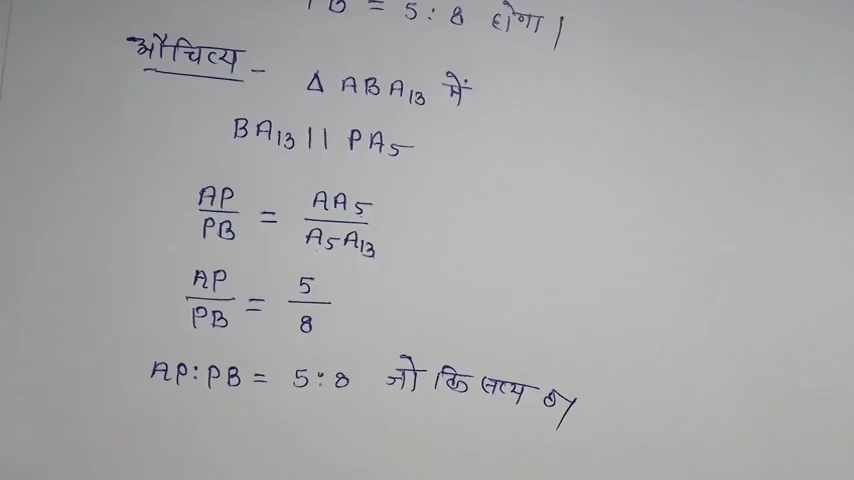 PB = 5 : 8 होगा |
औचित्य - Δ ABA₁₃ में
BA₁₃ || PA₅
AP/PB = AA₅/A₅A₁₃
AP/PB = 5/8
AP:PB = 5:8 जो कि सत्य है|